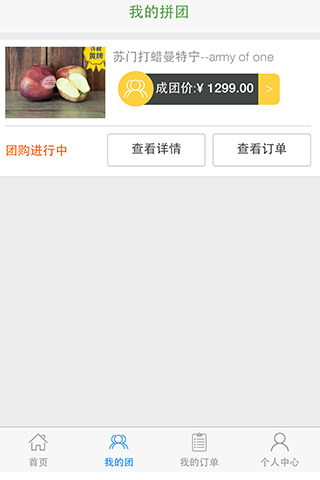 我的拼团
黄牌
苏门打蜡曼特宁--army of one
成团价:¥ 1299.00 >
团购进行中
查看详情
查看订单
首页
我的团
我的订单
个人中心